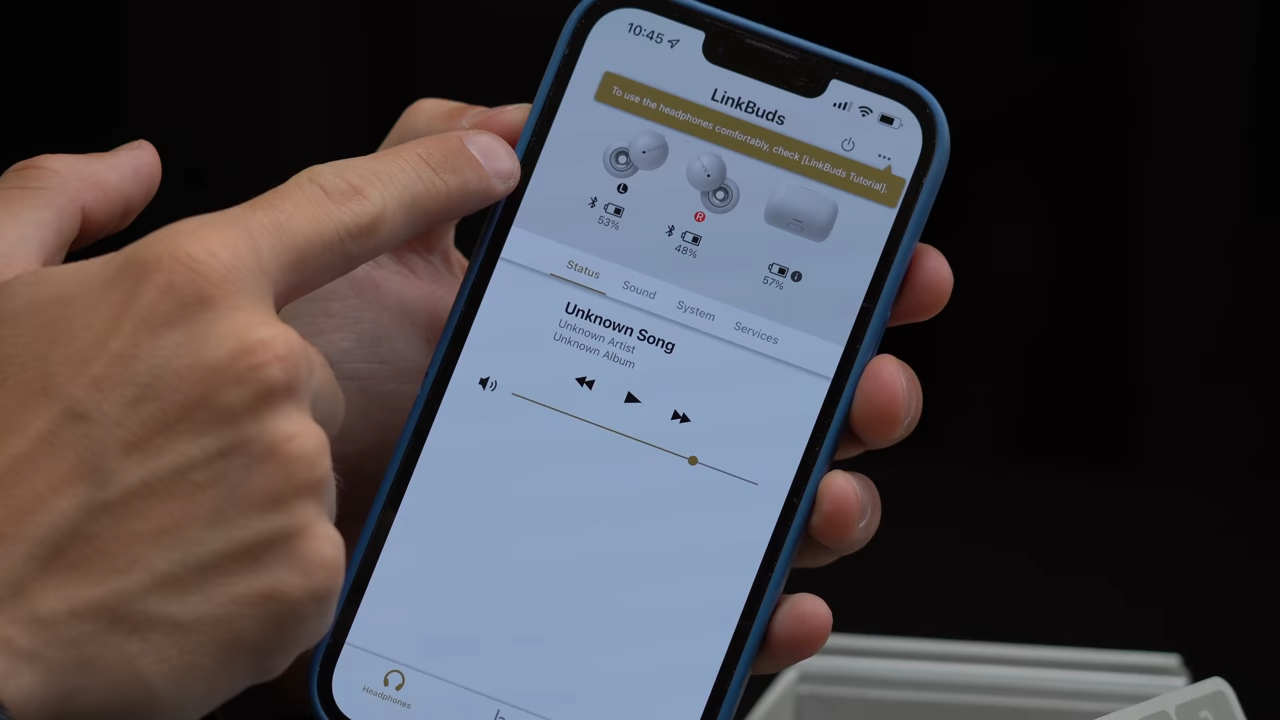 10:45
LinkBuds
To use the headphones comfortably, check [LinkBuds Tutorial].
L
R
53%
48%
57%
Status Sound System Services
Unknown Song
Unknown Artist
Unknown Album
Headphones